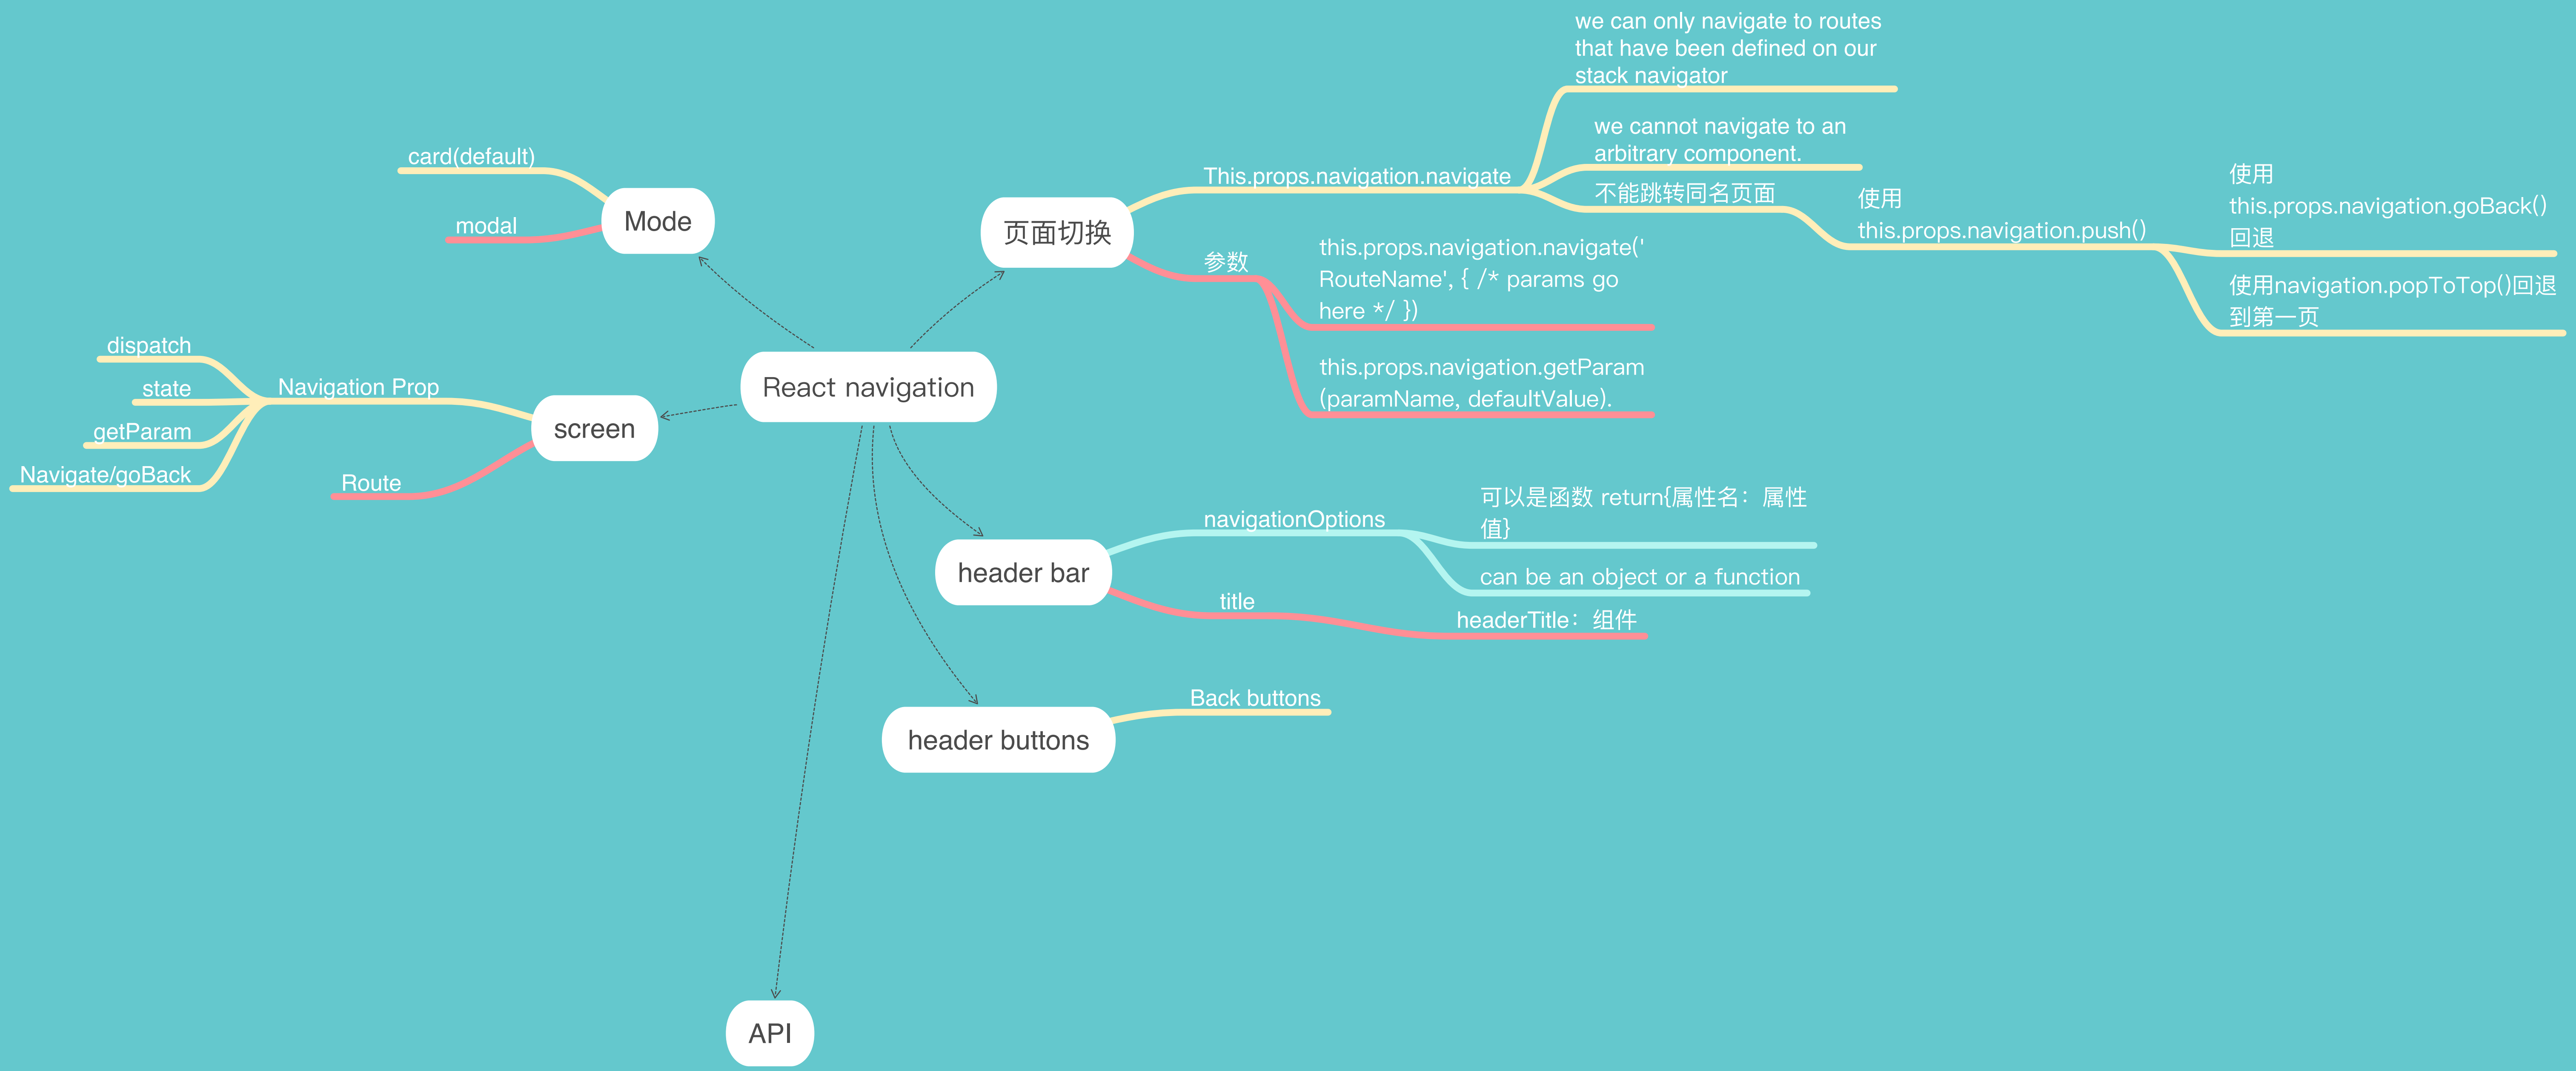 React navigation
Mode
card(default)
modal
screen
Navigation Prop
dispatch
state
getParam
Navigate/goBack
Route
页面切换
This.props.navigation.navigate
we can only navigate to routes
that have been defined on our
stack navigator
we cannot navigate to an
arbitrary component.
不能跳转同名页面
使用
this.props.navigation.push()
使用
this.props.navigation.goBack()
回退
使用navigation.popToTop()回退
到第一页
参数
this.props.navigation.navigate('
RouteName', { /* params go
here */ })
this.props.navigation.getParam
(paramName, defaultValue).
header bar
navigationOptions
可以是函数 return{属性名：属性
值}
can be an object or a function
title
headerTitle：组件
header buttons
Back buttons
API